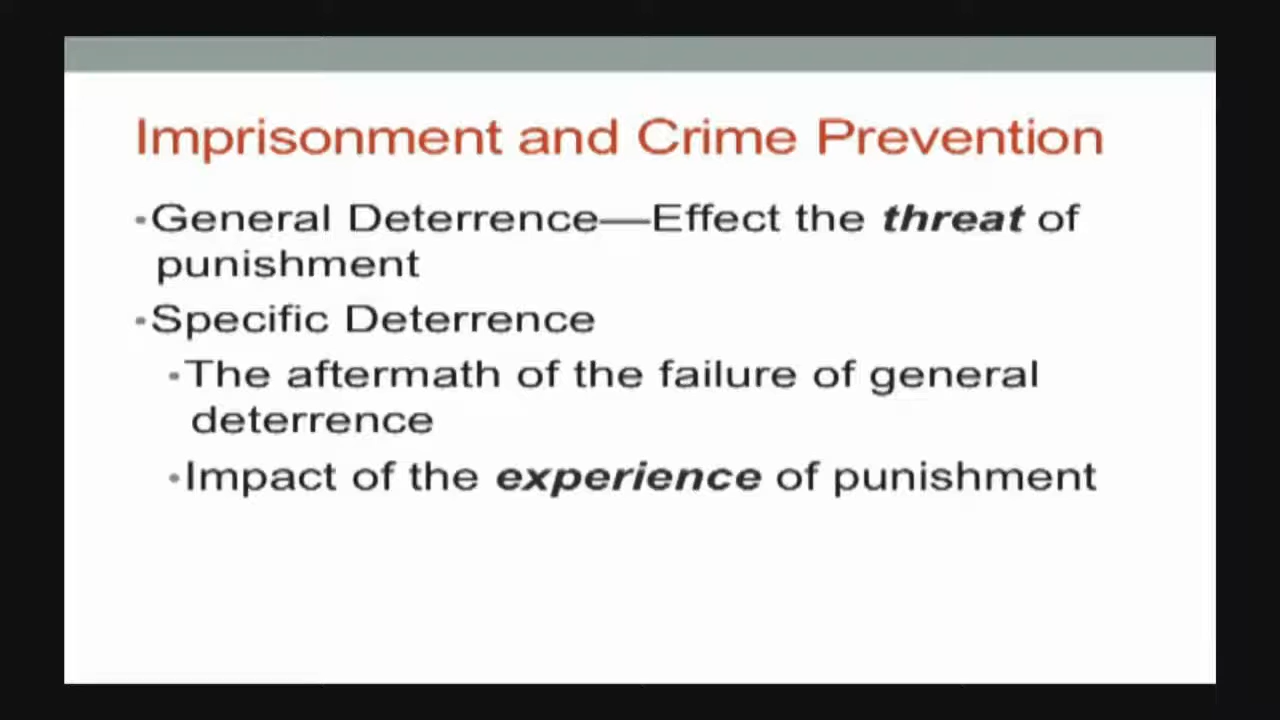 Imprisonment and Crime Prevention
•General Deterrence—Effect the threat of
punishment
•Specific Deterrence
•The aftermath of the failure of general
deterrence
•Impact of the experience of punishment